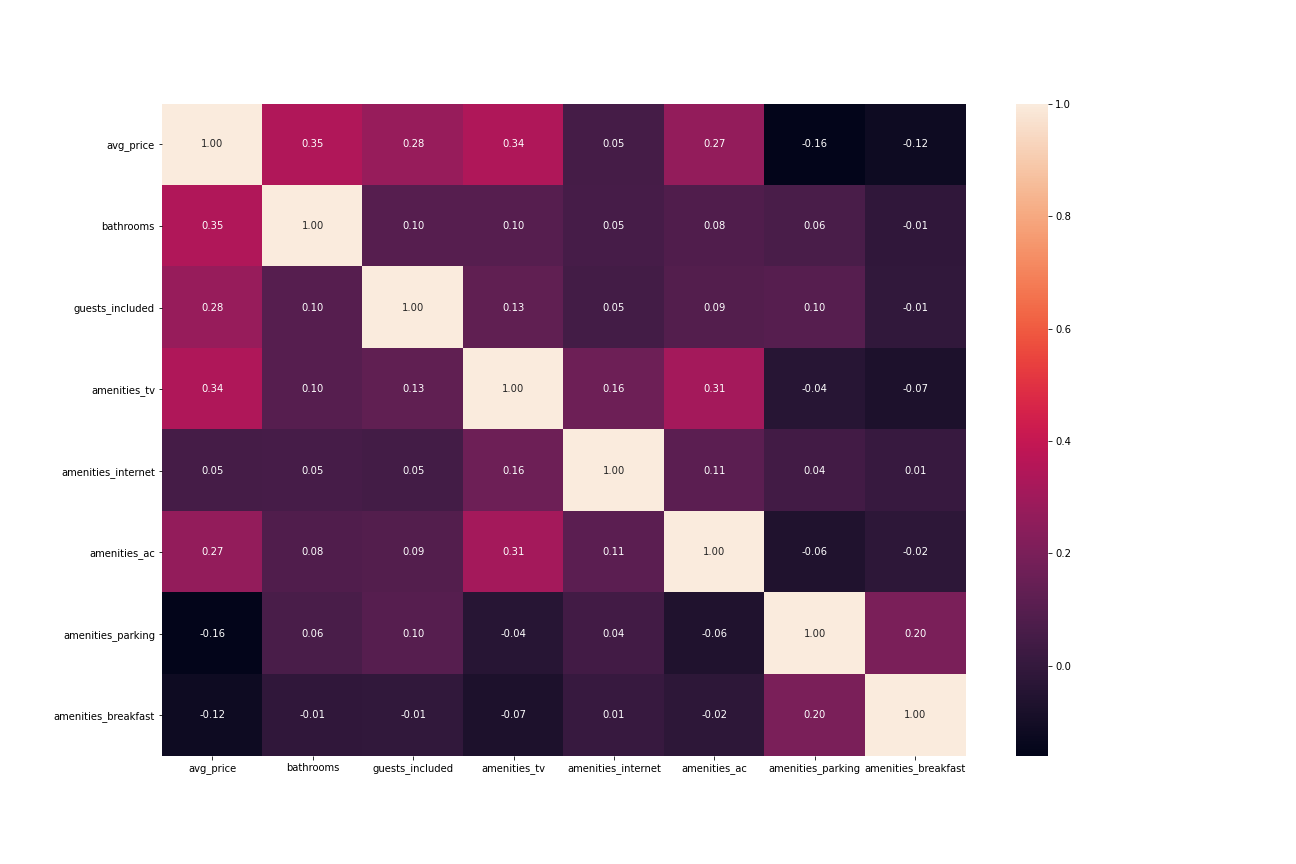 1.0
avg_price 1.00 0.35 0.28 0.34 0.05 0.27 -0.16 -0.12
0.8
bathrooms 0.35 1.00 0.10 0.10 0.05 0.08 0.06 -0.01
guests_included 0.28 0.10 1.00 0.13 0.05 0.09 0.10 -0.01
0.6
amenities_tv 0.34 0.10 0.13 1.00 0.16 0.31 -0.04 -0.07
0.4
amenities_internet 0.05 0.05 0.05 0.16 1.00 0.11 0.04 0.01
amenities_ac 0.27 0.08 0.09 0.31 0.11 1.00 -0.06 -0.02
0.2
amenities_parking -0.16 0.06 0.10 -0.04 0.04 -0.06 1.00 0.20
0.0
amenities_breakfast -0.12 -0.01 -0.01 -0.07 0.01 -0.02 0.20 1.00
avg_price bathrooms guests_included amenities_tv amenities_internet amenities_ac amenities_parking amenities_breakfast